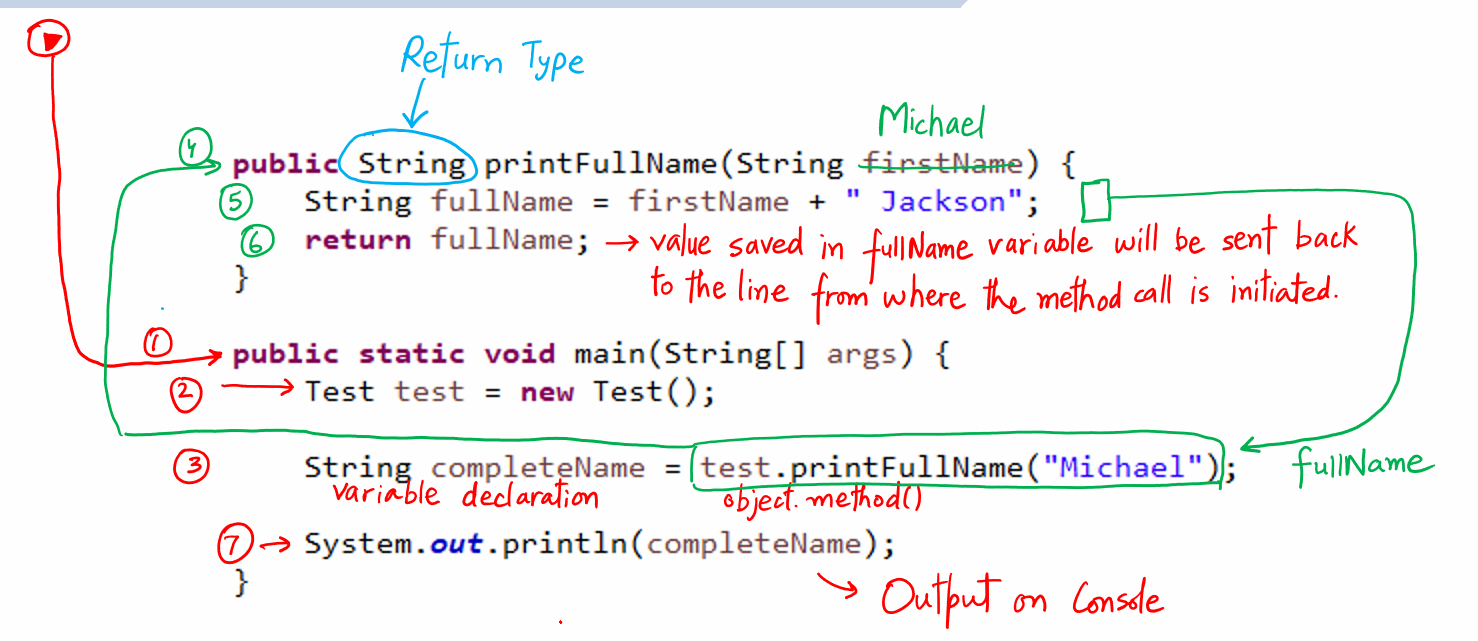 Return Type
Michael
④ public String printFullName(String firstName) {
⑤ String fullName = firstName + " Jackson";
⑥ return fullName; → value saved in fullName variable will be sent back
to the line from where the method call is initiated.
}
① public static void main(String[] args) {
② → Test test = new Test();
③ String completeName = test.printFullName("Michael"); fullName
variable declaration object.method()
⑦ → System.out.println(completeName);
}
Output on Console